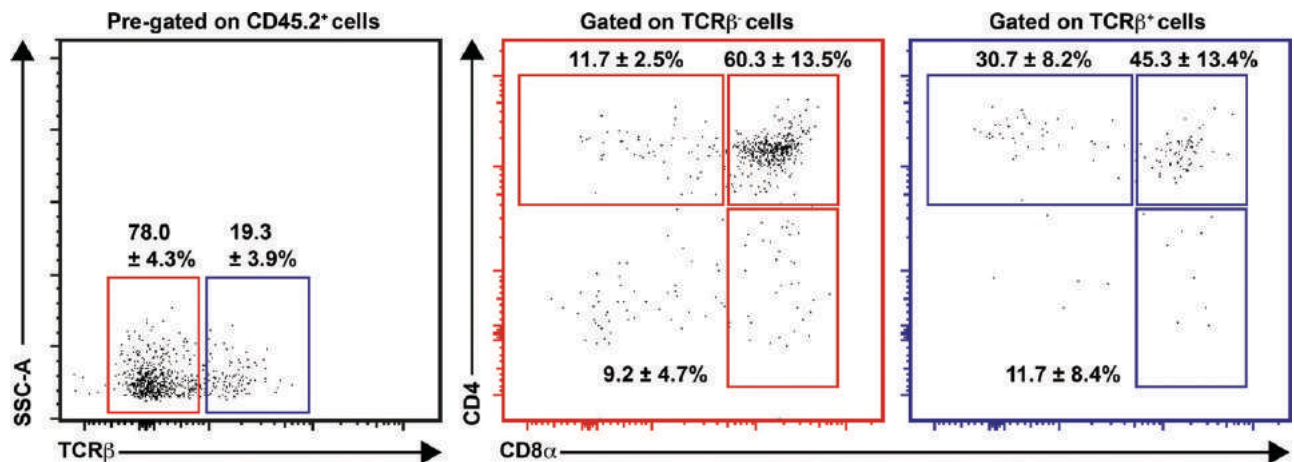 Pre-gated on CD45.2⁺ cells
78.0
± 4.3%
19.3
± 3.9%
SSC-A
TCRβ
Gated on TCRβ⁻ cells
11.7 ± 2.5%
60.3 ± 13.5%
9.2 ± 4.7%
CD4
CD8α
Gated on TCRβ⁺ cells
30.7 ± 8.2%
45.3 ± 13.4%
11.7 ± 8.4%